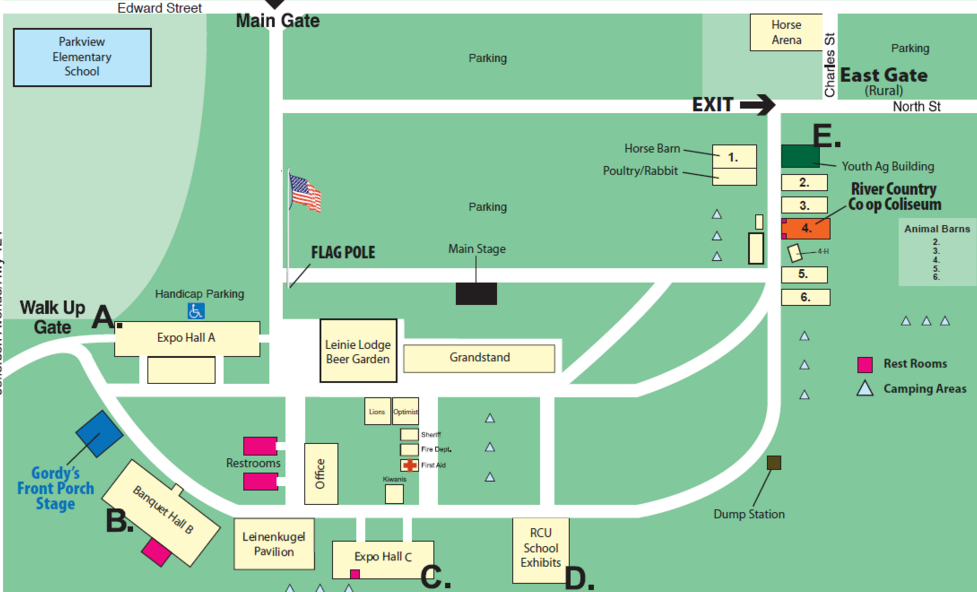 Edward Street
Main Gate
Parkview
Elementary
School
Parking
Horse
Arena
Charles St
Parking
East Gate
(Rural)
EXIT
North St
E.
Horse Barn
1.
Poultry/Rabbit
Youth Ag Building
2.
3.
River Country
Co op Coliseum
4.
4-H
5.
6.
Animal Barns
2.
3.
4.
5.
6.
Parking
FLAG POLE
Main Stage
Handicap Parking
Walk Up
Gate
A
Expo Hall A
Leinie Lodge
Beer Garden
Grandstand
Rest Rooms
Camping Areas
Lions
Optimist
Sheriff
Fire Dept.
First Aid
Kiwanis
Restrooms
Office
Gordy's
Front Porch
Stage
Banquet Hall B
B.
Leinenkugel
Pavilion
Expo Hall C
C.
RCU
School
Exhibits
D.
Dump Station